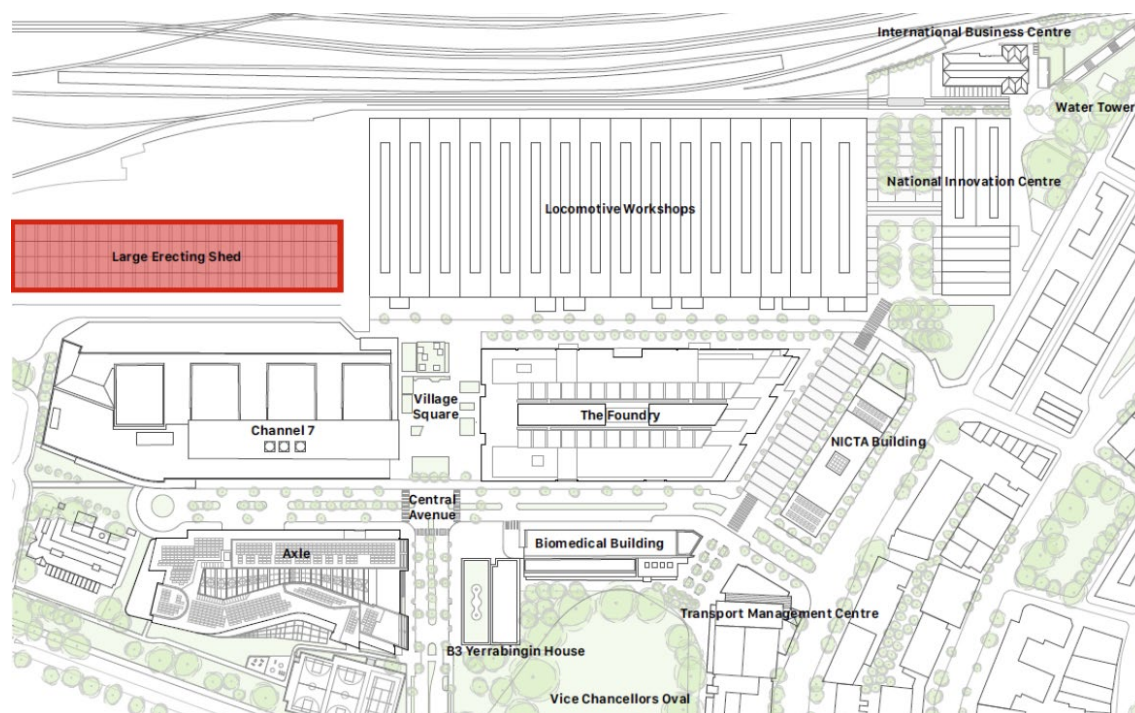 International Business Centre
Water Tower
National Innovation Centre
Locomotive Workshops
Large Erecting Shed
Village
Square
The Foundry
Channel 7
NICTA Building
Central
Avenue
Biomedical Building
Axle
Transport Management Centre
B3 Yerrabingin House
Vice Chancellors Oval